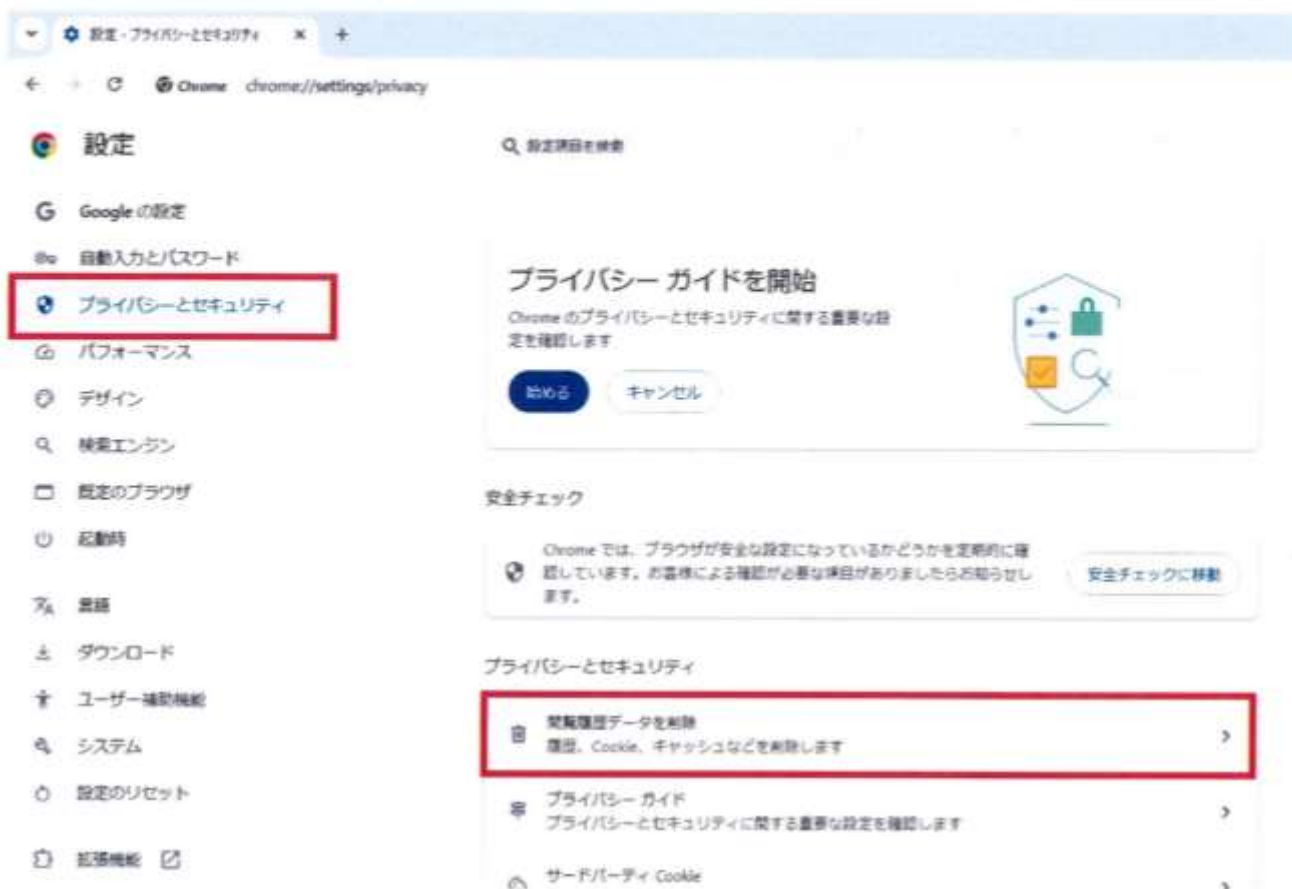 設定 - プライバシーとセキュリティ
Chrome chrome://settings/privacy
設定
設定項目を検索
Google の設定
自動入力とパスワード
プライバシーとセキュリティ
パフォーマンス
デザイン
検索エンジン
既定のブラウザ
起動時
言語
ダウンロード
ユーザー補助機能
システム
設定のリセット
拡張機能
プライバシー ガイドを開始
Chrome のプライバシーとセキュリティに関する重要な設
定を確認します
始める
キャンセル
安全チェック
Chrome では、ブラウザが安全な設定になっているかどうかを定期的に確
認しています。お客様による確認が必要な項目がありましたらお知らせし
ます。
安全チェックに移動
プライバシーとセキュリティ
閲覧履歴データを削除
履歴、Cookie、キャッシュなどを削除します
プライバシー ガイド
プライバシーとセキュリティに関する重要な設定を確認します
サードパーティ Cookie